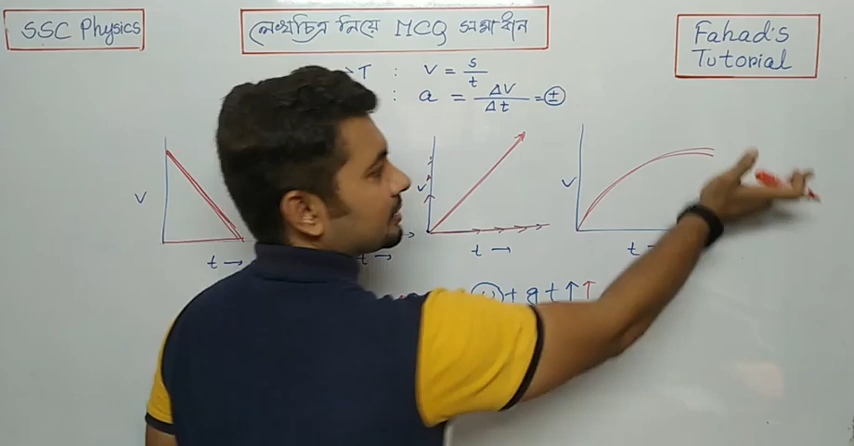 SSC Physics
লেখচিত্র নিয়ে MCQ সমাধান
Fahad's
Tutorial
T : V = s/t
: a = ΔV/Δt = ±
V
t →
t →
V
t →
V
t →
+ g t ↑ ↑